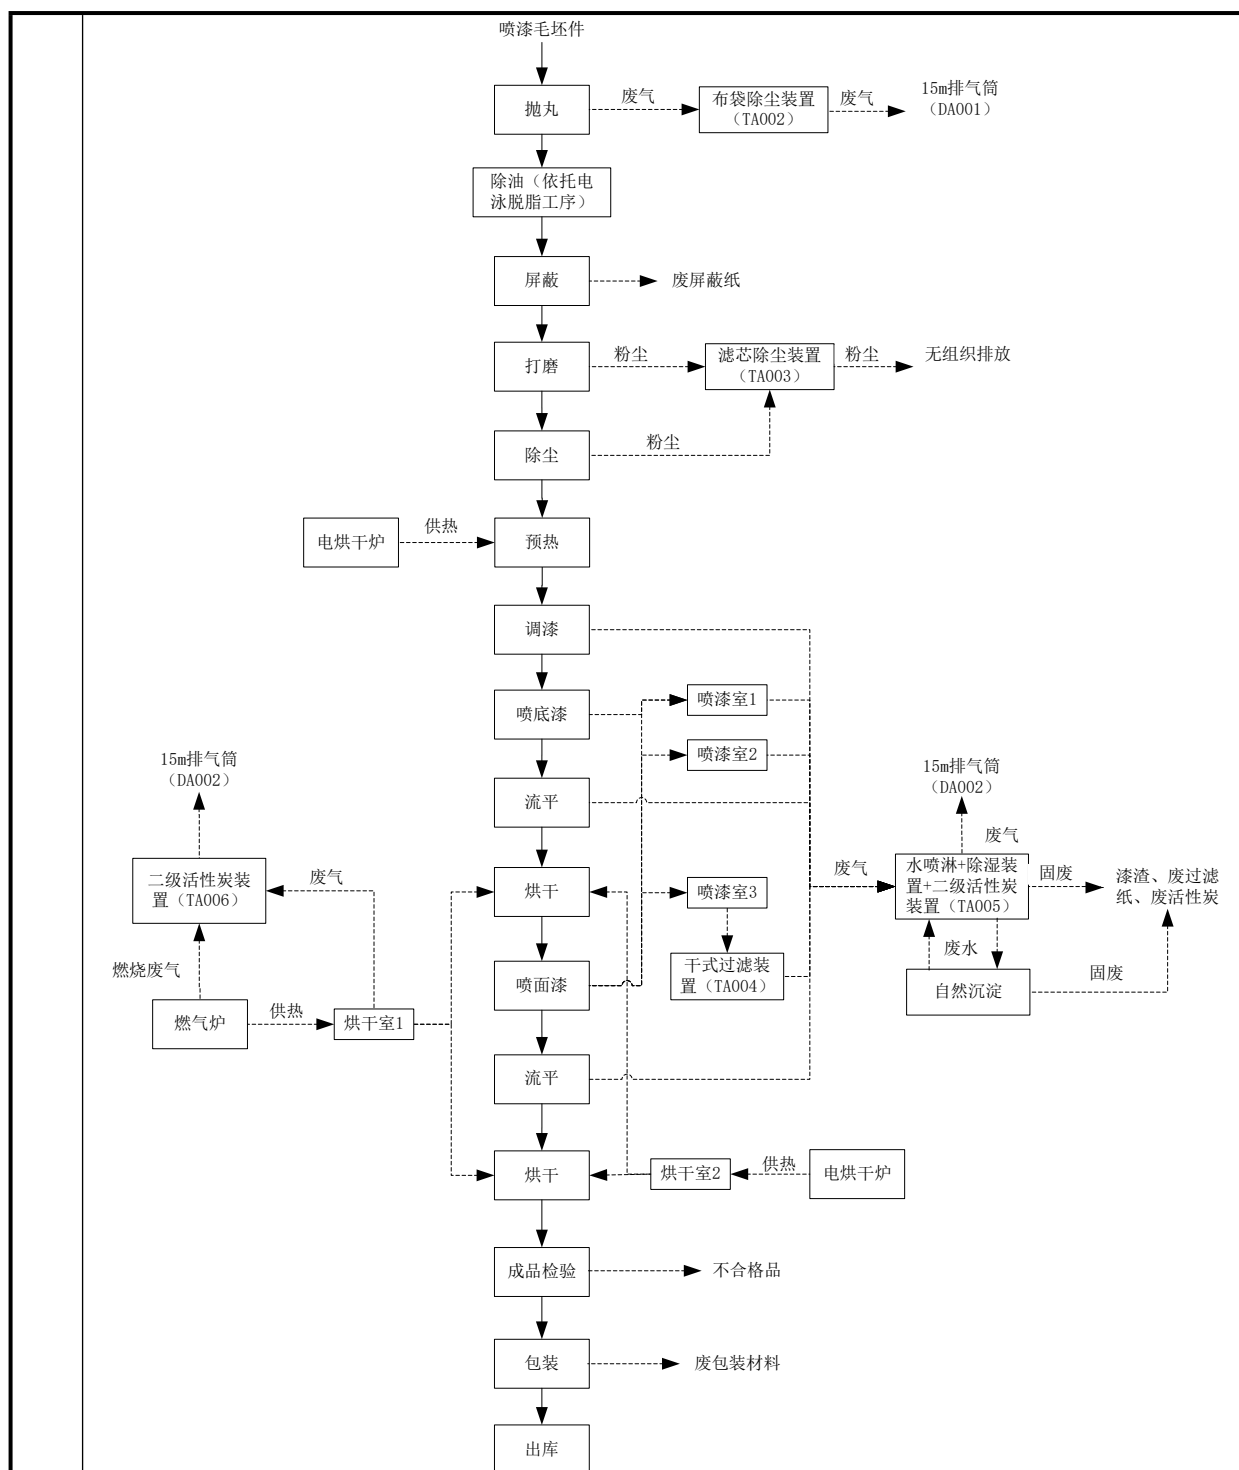 喷漆毛坯件
抛丸
废气
布袋除尘装置
（TA002）
废气
15m排气筒
（DA001）
除油（依托电
泳脱脂工序）
屏蔽
废屏蔽纸
打磨
粉尘
滤芯除尘装置
（TA003）
粉尘
无组织排放
除尘
粉尘
电烘干炉
供热
预热
调漆
喷底漆
喷漆室1
喷漆室2
15m排气筒
（DA002）
流平
15m排气筒
（DA002）
废气
二级活性炭装
置（TA006）
废气
烘干
喷漆室3
废气
水喷淋+除湿装
置+二级活性炭
装置（TA005）
固废
漆渣、废过滤
纸、废活性炭
燃烧废气
喷面漆
干式过滤装
置（TA004）
废水
自然沉淀
固废
燃气炉
供热
烘干室1
流平
烘干
烘干室2
供热
电烘干炉
成品检验
不合格品
包装
废包装材料
出库